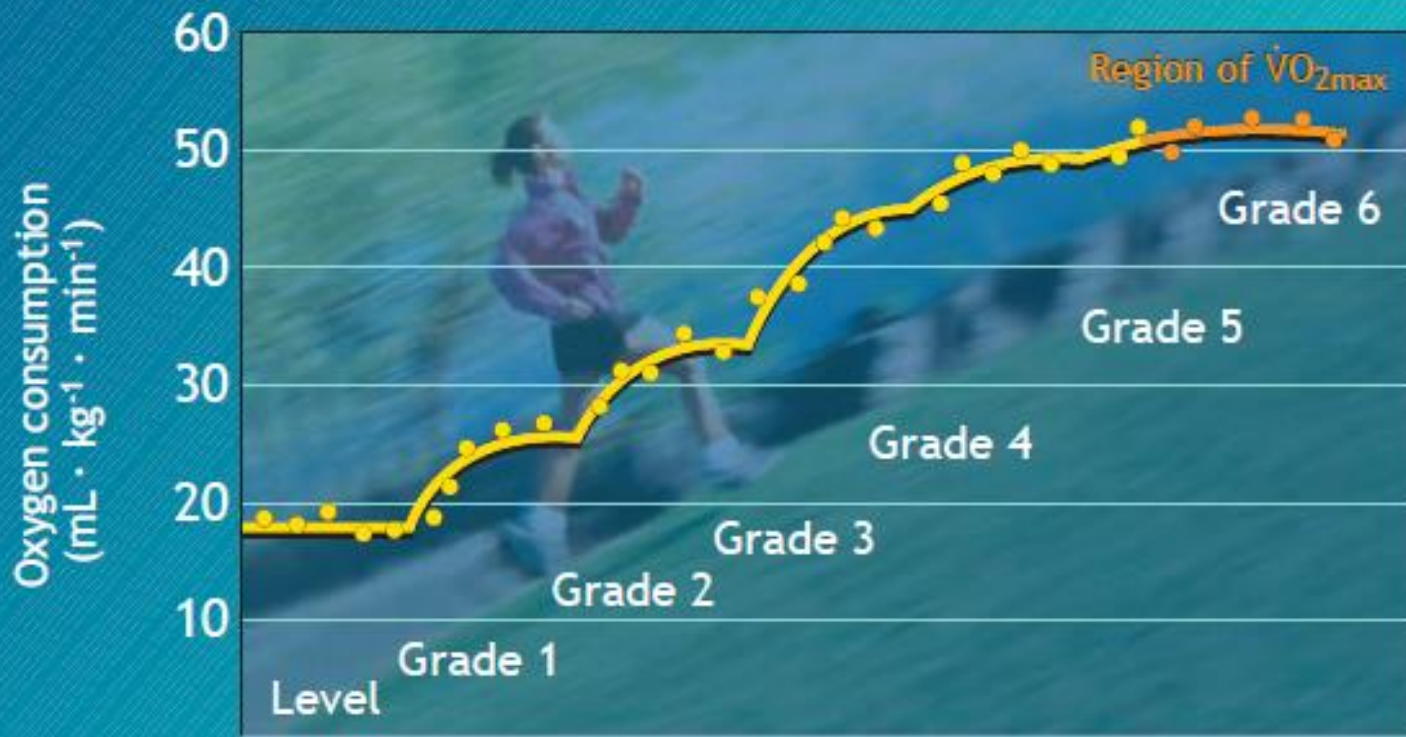 Oxygen consumption
(mL · kg⁻¹ · min⁻¹)
60
50
40
30
20
10
Region of V̇O₂max
Grade 6
Grade 5
Grade 4
Grade 3
Grade 2
Grade 1
Level